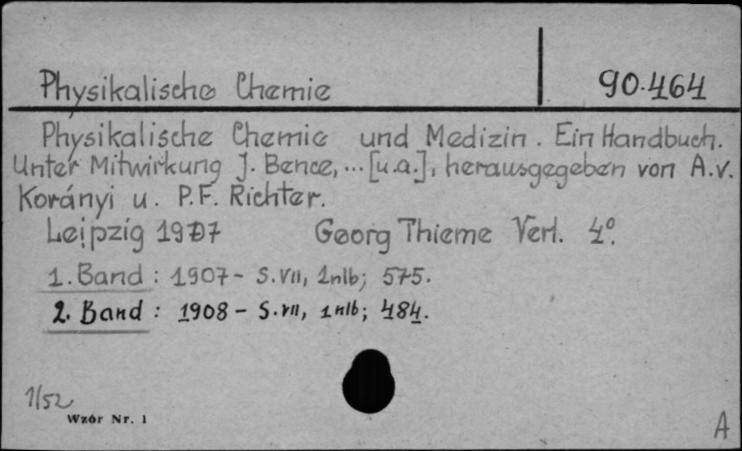 Physikalische Chemie 90.464
Physikalische Chemie und Medizin. Ein Handbuch.
Unter Mitwirkung J. Bence,... [u.a.], herausgegeben von A.v.
Korányi u. P.F. Richter.
Leipzig 1907 Georg Thieme Verl. 4°.
1. Band: 1907- S. VII, 1nlb; 575.
2. Band: 1908- S. VII, 1nlb; 484.
1/52
Wzór Nr. 1
A